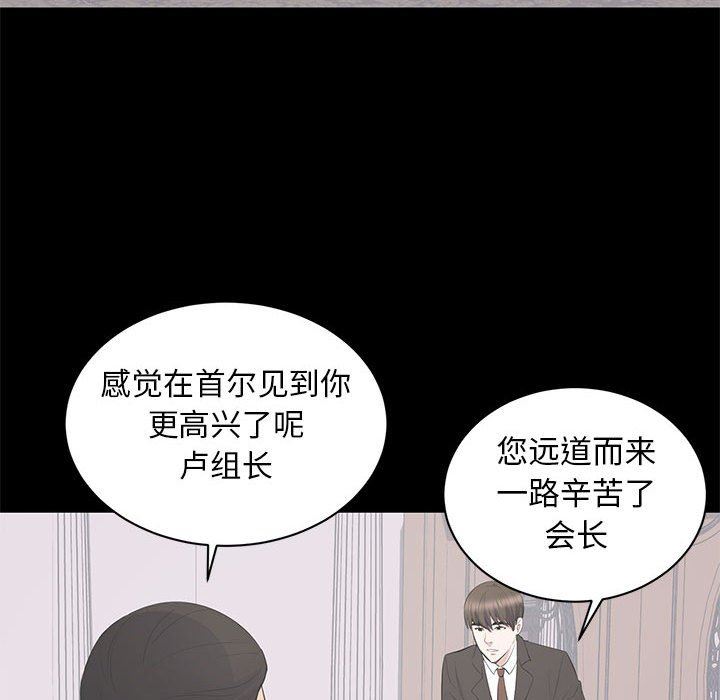 感觉在首尔见到你
更高兴了呢
卢组长
您远道而来
一路辛苦了
会长